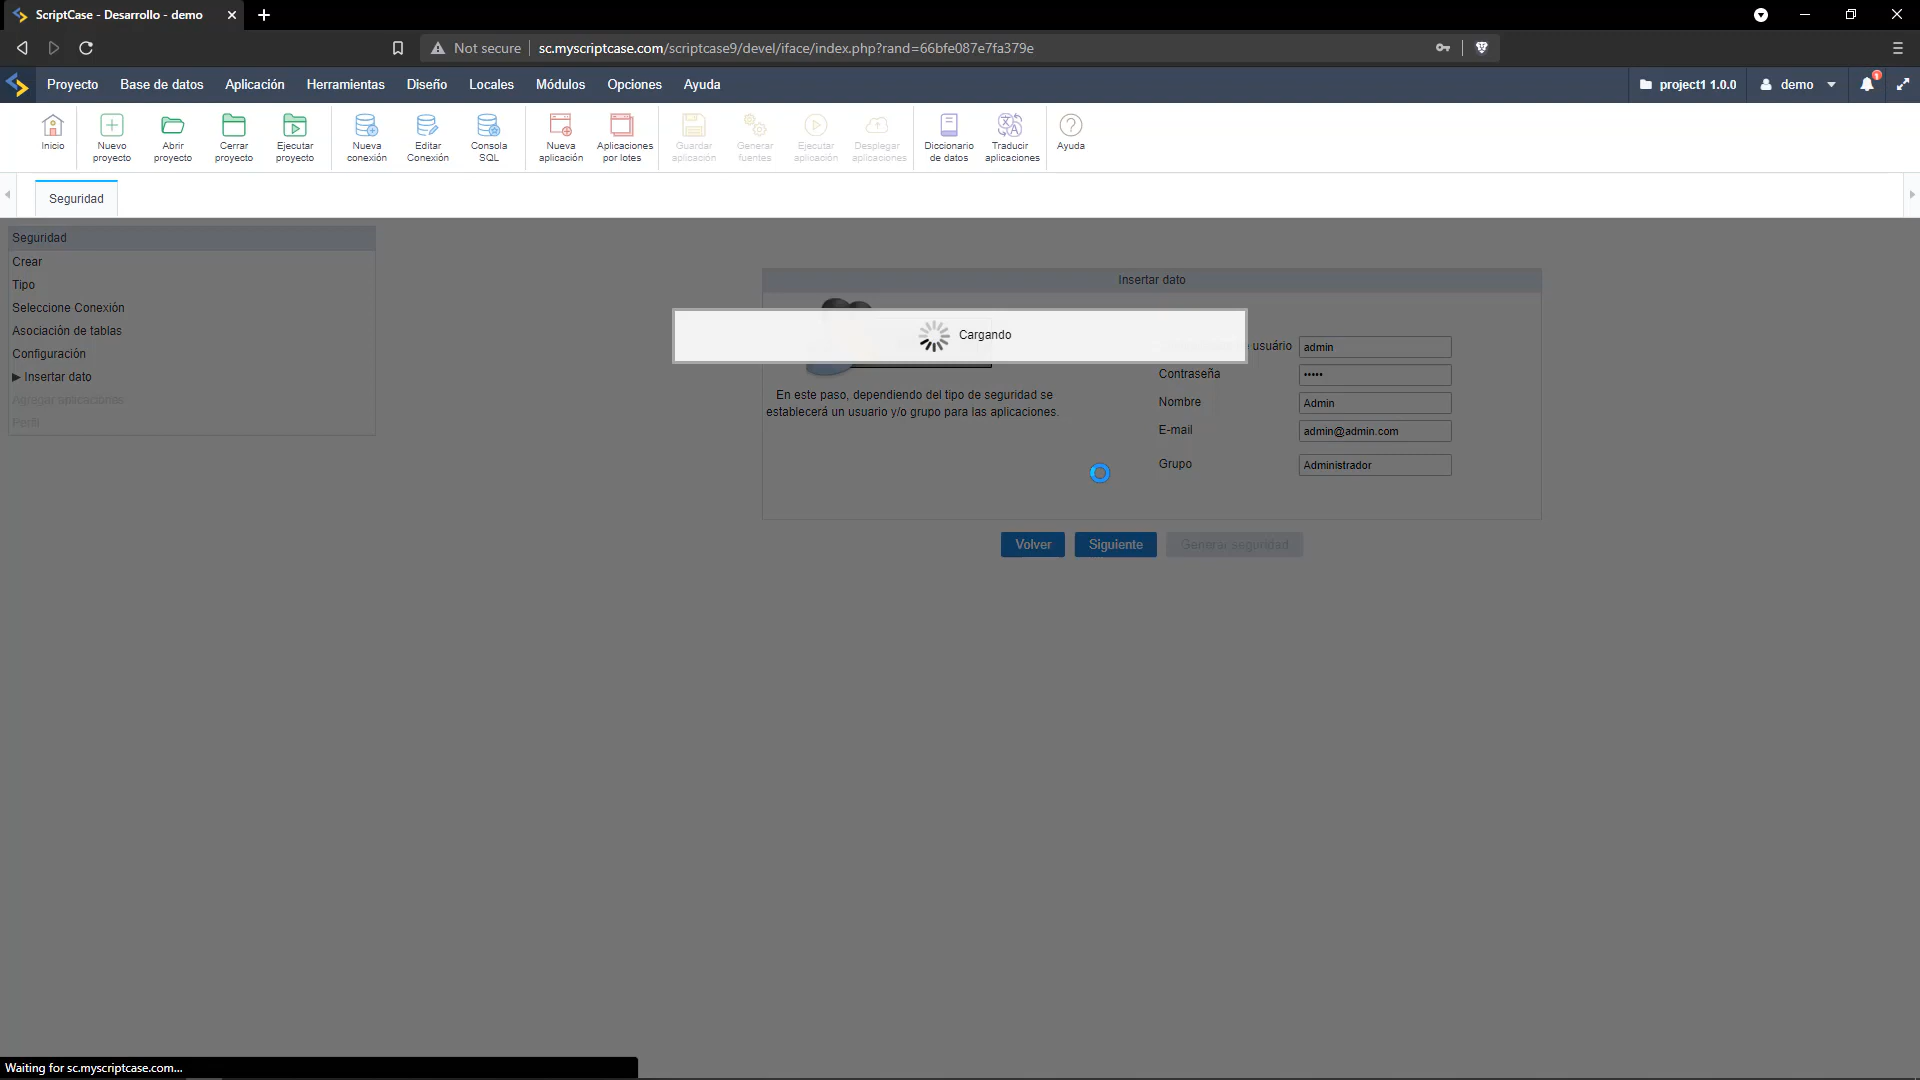 ScriptCase - Desarrollo - demo
Not secure
sc.myscriptcase.com/scriptcase9/devel/iface/index.php?rand=66bfe087e7fa379e
Proyecto Base de datos Aplicación Herramientas Diseño Locales Módulos Opciones Ayuda project1 1.0.0 demo 1
Inicio
Nuevo proyecto
Abrir proyecto
Cerrar proyecto
Ejecutar proyecto
Nueva conexión
Editar Conexión
Consola SQL
Nueva aplicación
Aplicaciones por lotes
Guardar aplicación
Generar fuentes
Ejecutar aplicación
Desplegar aplicaciones
Diccionario de datos
Traducir aplicaciones
Ayuda
Seguridad
Seguridad
Crear
Tipo
Seleccione Conexión
Asociación de tablas
Configuración
▶ Insertar dato
Agregar aplicaciones
Perfil
Insertar dato
Cargando
En este paso, dependiendo del tipo de seguridad se
establecerá un usuario y/o grupo para las aplicaciones.
usuário admin
Contraseña •••••
Nombre Admin
E-mail admin@admin.com
Grupo Administrador
Volver Siguiente Generar seguridad
Waiting for sc.myscriptcase.com...